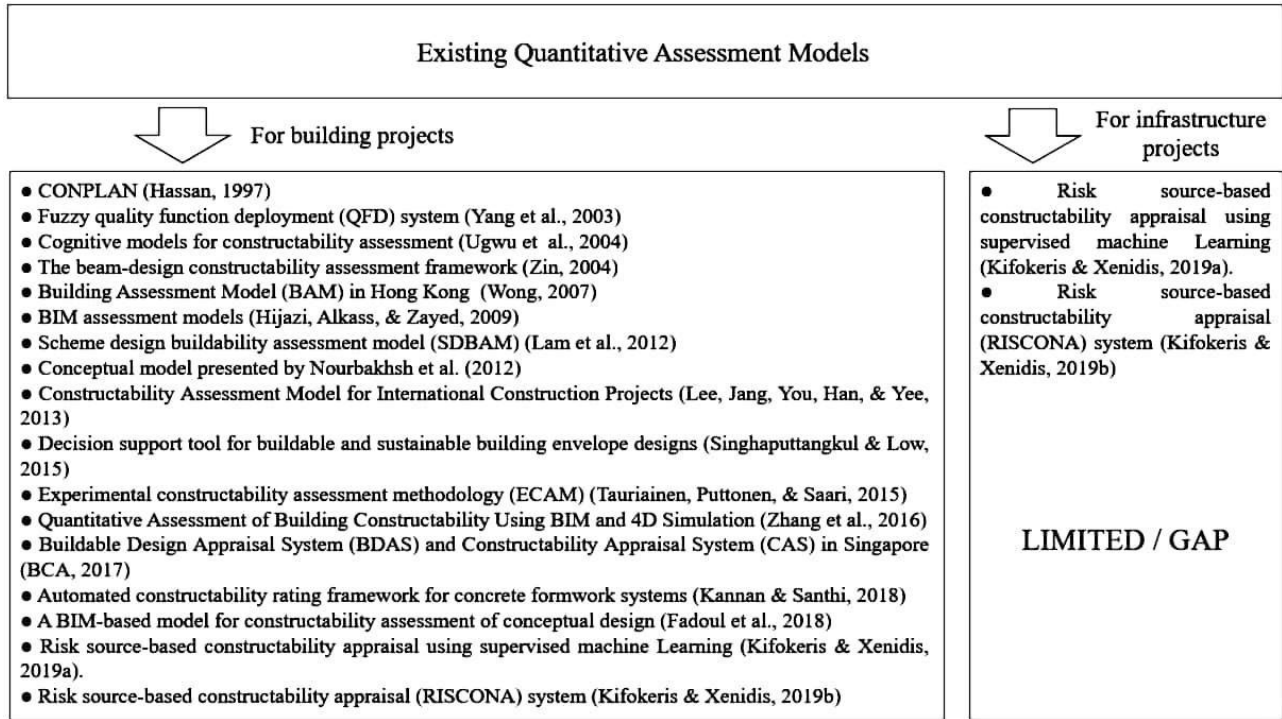 Existing Quantitative Assessment Models
For building projects
● CONPLAN (Hassan, 1997)
● Fuzzy quality function deployment (QFD) system (Yang et al., 2003)
● Cognitive models for constructability assessment (Ugwu et al., 2004)
● The beam-design constructability assessment framework (Zin, 2004)
● Building Assessment Model (BAM) in Hong Kong (Wong, 2007)
● BIM assessment models (Hijazi, Alkass, & Zayed, 2009)
● Scheme design buildability assessment model (SDBAM) (Lam et al., 2012)
● Conceptual model presented by Nourbakhsh et al. (2012)
● Constructability Assessment Model for International Construction Projects (Lee, Jang, You, Han, & Yee,
2013)
● Decision support tool for buildable and sustainable building envelope designs (Singhaputtangkul & Low,
2015)
● Experimental constructability assessment methodology (ECAM) (Tauriainen, Puttonen, & Saari, 2015)
● Quantitative Assessment of Building Constructability Using BIM and 4D Simulation (Zhang et al., 2016)
● Buildable Design Appraisal System (BDAS) and Constructability Appraisal System (CAS) in Singapore
(BCA, 2017)
● Automated constructability rating framework for concrete formwork systems (Kannan & Santhi, 2018)
● A BIM-based model for constructability assessment of conceptual design (Fadoul et al., 2018)
● Risk source-based constructability appraisal using supervised machine Learning (Kifokeris & Xenidis,
2019a).
● Risk source-based constructability appraisal (RISCONA) system (Kifokeris & Xenidis, 2019b)
For infrastructure
projects
● Risk source-based
constructability appraisal using
supervised machine Learning
(Kifokeris & Xenidis, 2019a).
● Risk source-based
constructability appraisal
(RISCONA) system (Kifokeris &
Xenidis, 2019b)
LIMITED / GAP